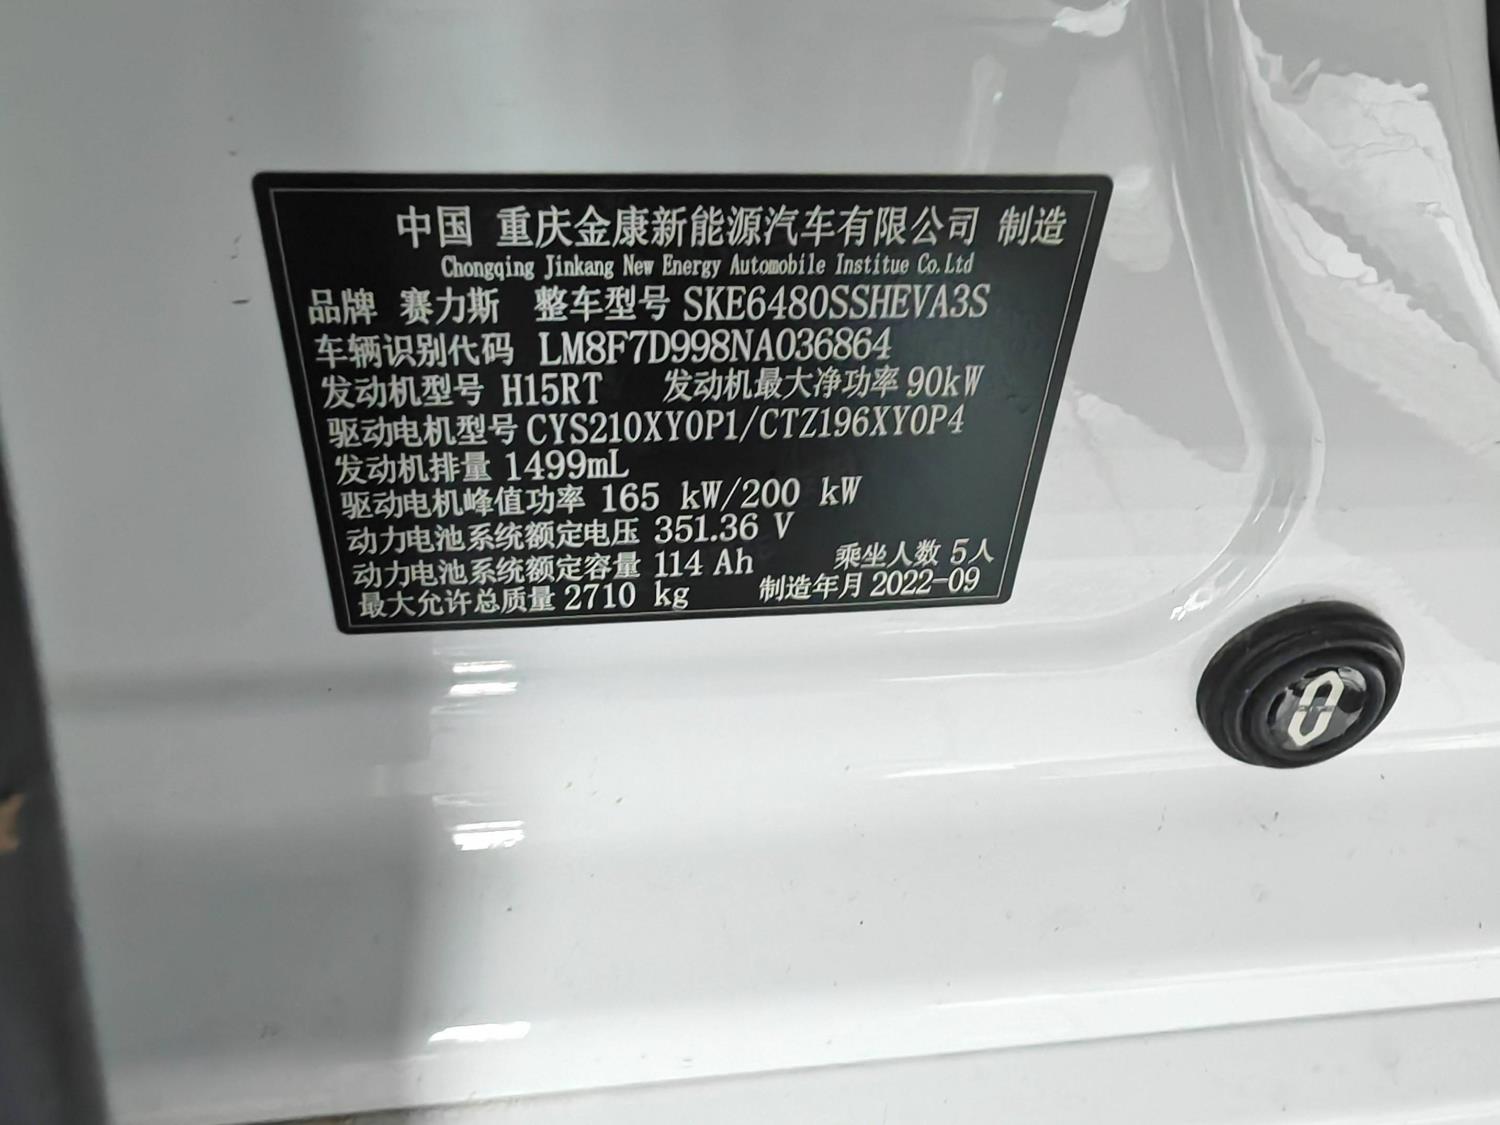 中国 重庆金康新能源汽车有限公司 制造
Chongqing Jinkang New Energy Automobile Institue Co.Ltd
品牌 赛力斯 整车型号 SKE6480SSHEVA3S
车辆识别代码 LM8F7D998NA036864
发动机型号 H15RT 发动机最大净功率 90kW
驱动电机型号 CYS210XY0P1/CTZ196XY0P4
发动机排量 1499mL
驱动电机峰值功率 165 kW/200 kW
动力电池系统额定电压 351.36 V
动力电池系统额定容量 114 Ah 乘坐人数 5人
最大允许总质量 2710 kg 制造年月 2022-09